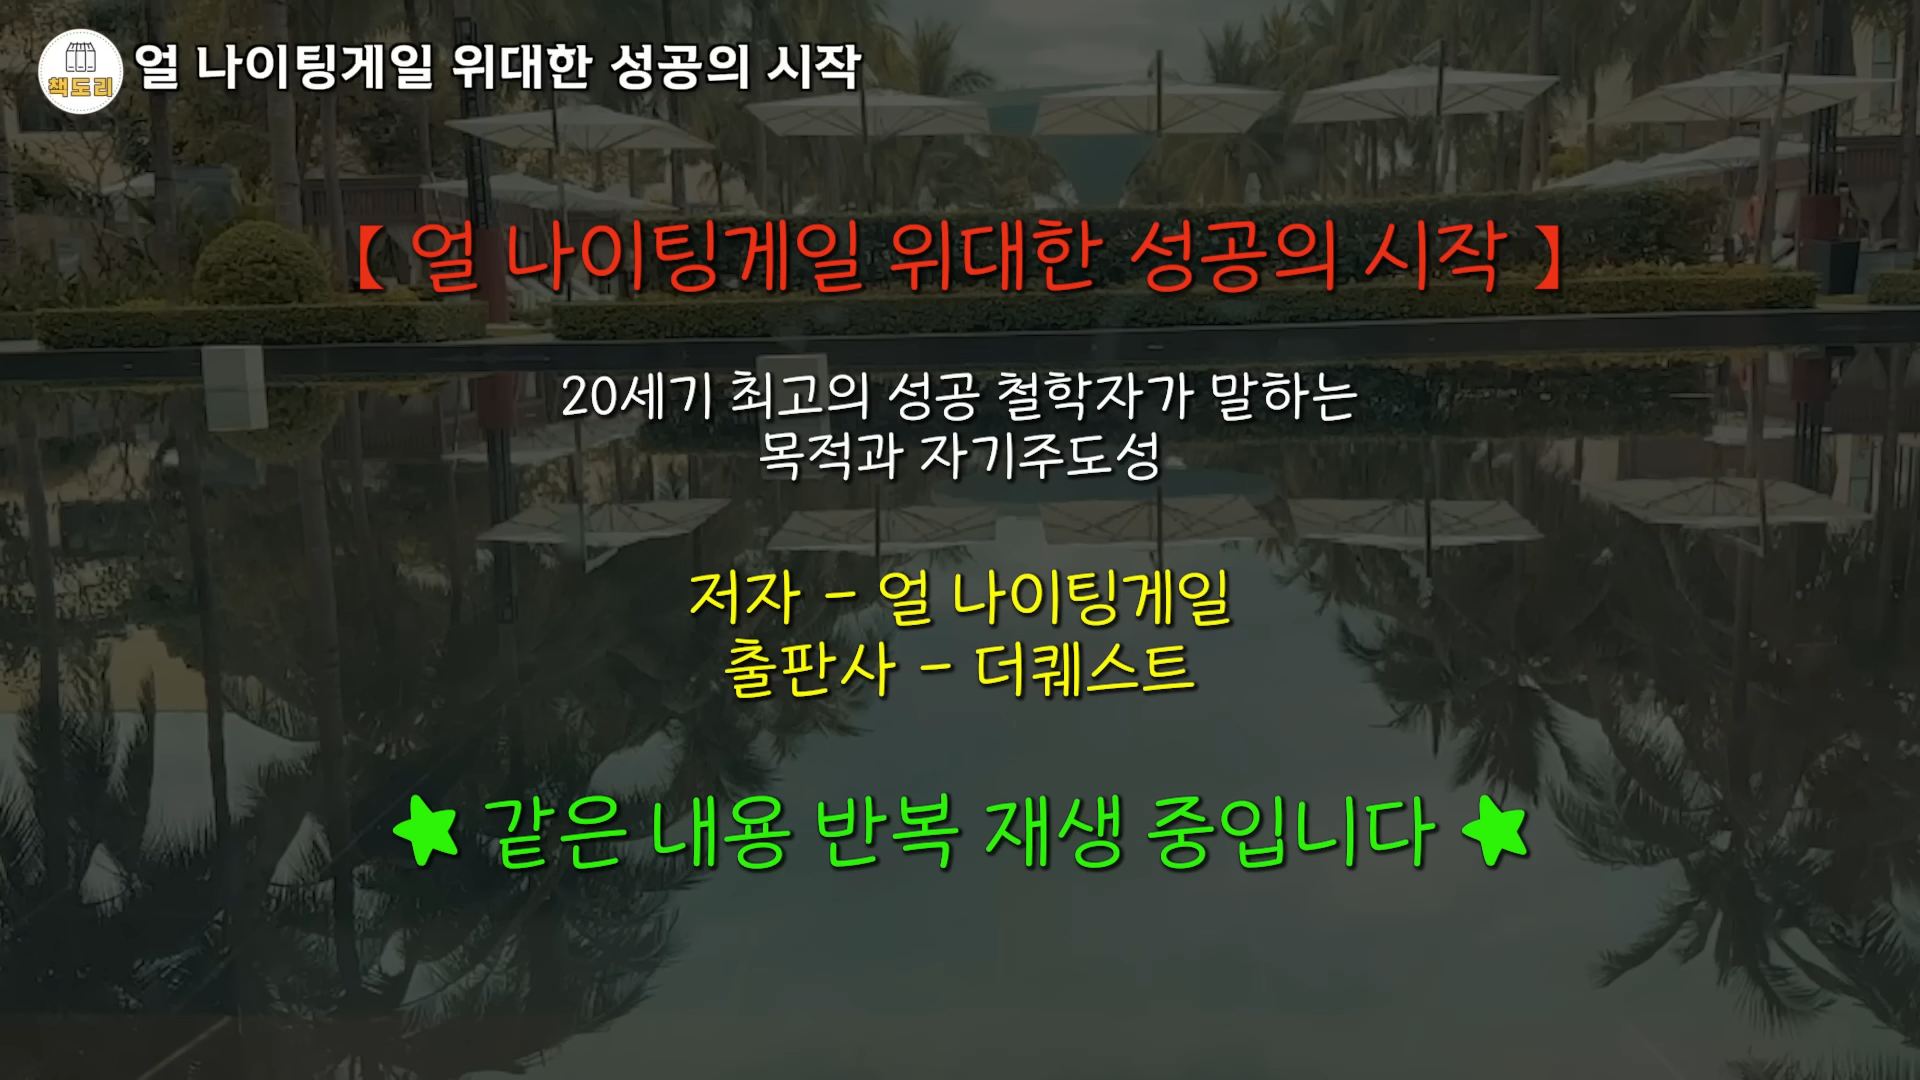 책도리
얼 나이팅게일 위대한 성공의 시작
【 얼 나이팅게일 위대한 성공의 시작 】
20세기 최고의 성공 철학자가 말하는
목적과 자기주도성
저자 - 얼 나이팅게일
출판사 - 더퀘스트
★ 같은 내용 반복 재생 중입니다 ★